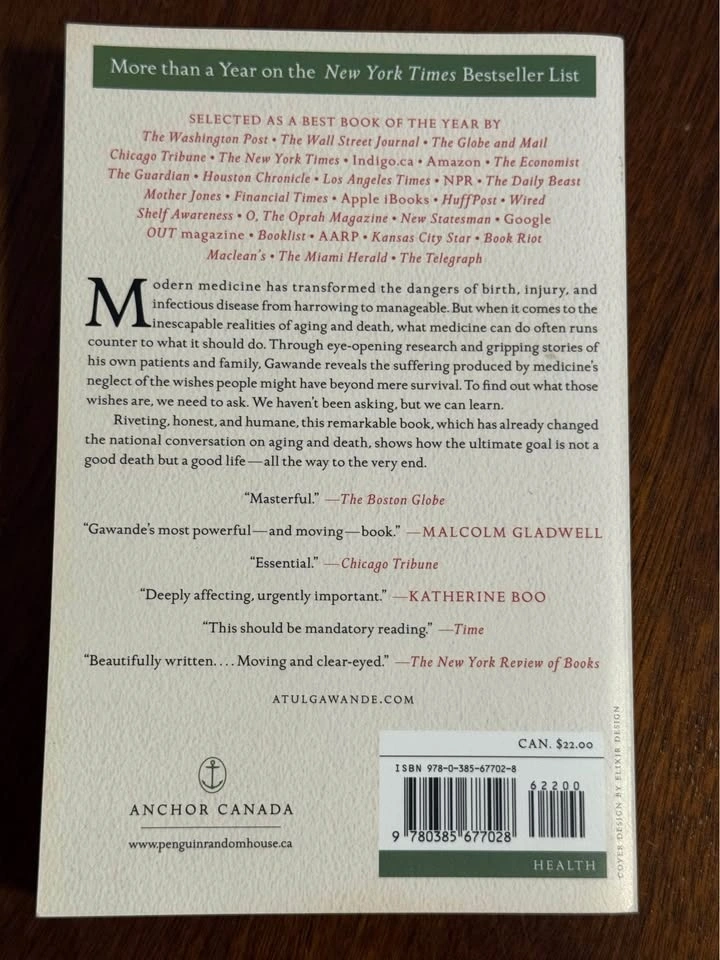 More than a Year on the New York Times Bestseller List
SELECTED AS A BEST BOOK OF THE YEAR BY
The Washington Post • The Wall Street Journal • The Globe and Mail
Chicago Tribune • The New York Times • Indigo.ca • Amazon • The Economist
The Guardian • Houston Chronicle • Los Angeles Times • NPR • The Daily Beast
Mother Jones • Financial Times • Apple iBooks • HuffPost • Wired
Shelf Awareness • O, The Oprah Magazine • New Statesman • Google
OUT magazine • Booklist • AARP • Kansas City Star • Book Riot
Maclean's • The Miami Herald • The Telegraph
Modern medicine has transformed the dangers of birth, injury, and
infectious disease from harrowing to manageable. But when it comes to the
inescapable realities of aging and death, what medicine can do often runs
counter to what it should do. Through eye-opening research and gripping stories of
his own patients and family, Gawande reveals the suffering produced by medicine's
neglect of the wishes people might have beyond mere survival. To find out what those
wishes are, we need to ask. We haven't been asking, but we can learn.
Riveting, honest, and humane, this remarkable book, which has already changed
the national conversation on aging and death, shows how the ultimate goal is not a
good death but a good life—all the way to the very end.
“Masterful.” —The Boston Globe
“Gawande's most powerful—and moving—book.” —MALCOLM GLADWELL
“Essential.” —Chicago Tribune
“Deeply affecting, urgently important.” —KATHERINE BOO
“This should be mandatory reading.” —Time
“Beautifully written. . . . Moving and clear-eyed.” —The New York Review of Books
ATULGAWANDE.COM
ANCHOR CANADA
www.penguinrandomhouse.ca
CAN. $22.00
ISBN 978-0-385-67702-8
62200
9 780385 677028
HEALTH
COVER DESIGN BY ELIXIR DESIGN